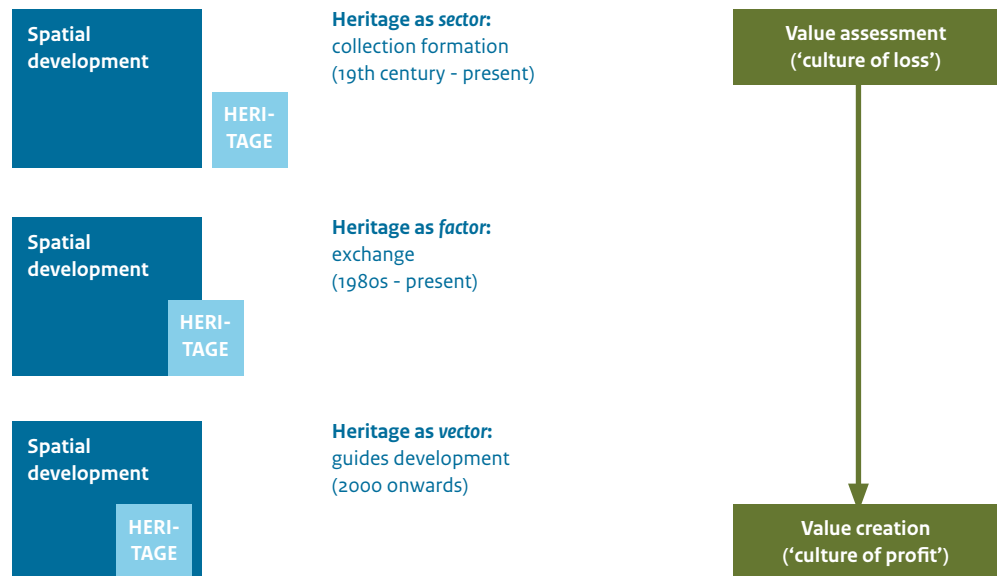 Spatial
development
HERI-
TAGE
Heritage as sector:
collection formation
(19th century - present)
Value assessment
(‘culture of loss’)
Spatial
development
HERI-
TAGE
Heritage as factor:
exchange
(1980s - present)
Spatial
development
HERI-
TAGE
Heritage as vector:
guides development
(2000 onwards)
Value creation
(‘culture of profit’)